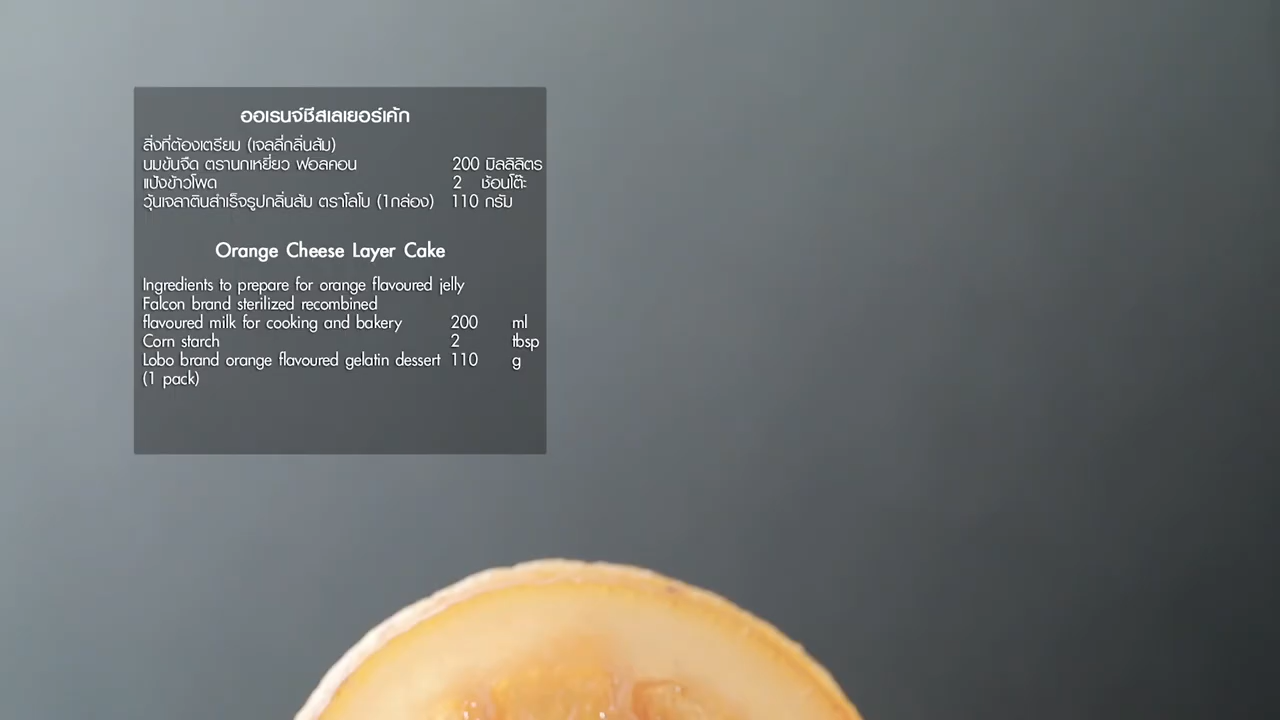 ออเรนจ์ชีสเลเยอร์เค้ก
สิ่งที่ต้องเตรียม (เจลลี่กลิ่นส้ม)
นมข้นจืด ตรานกเหยี่ยว ฟอลคอน 200 มิลลิลิตร
แป้งข้าวโพด 2 ช้อนโต๊ะ
วุ้นเจลาตินสำเร็จรูปกลิ่นส้ม ตราโลโบ (1กล่อง) 110 กรัม
Orange Cheese Layer Cake
Ingredients to prepare for orange flavoured jelly
Falcon brand sterilized recombined
flavoured milk for cooking and bakery 200 ml
Corn starch 2 tbsp
Lobo brand orange flavoured gelatin dessert 110 g
(1 pack)